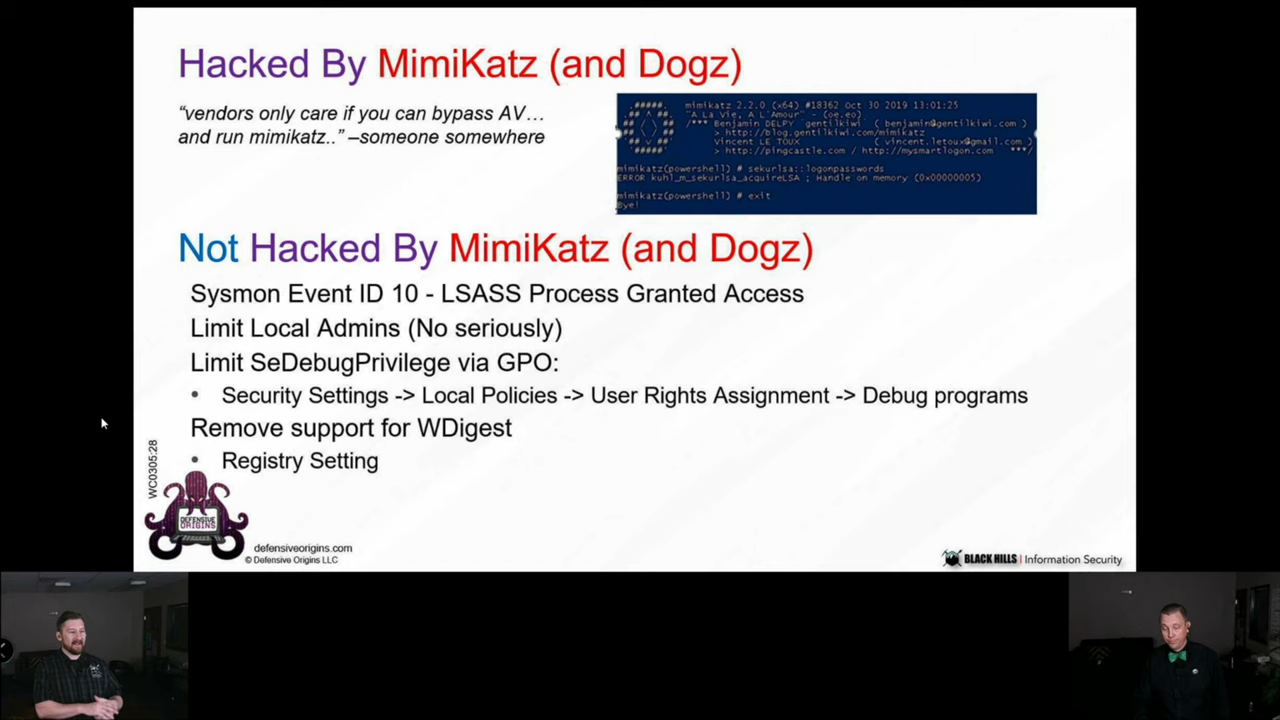 Hacked By MimiKatz (and Dogz)
“vendors only care if you can bypass AV…
and run mimikatz..” –someone somewhere
.#####. mimikatz 2.2.0 (x64) #18362 Oct 30 2019 13:01:25
.## ^ ##. "A La Vie, A L'Amour" - (oe.eo)
## / \ ## /*** Benjamin DELPY `gentilkiwi` ( benjamin@gentilkiwi.com )
## \ / ## > http://blog.gentilkiwi.com/mimikatz
'## v ##' Vincent LE TOUX ( vincent.letoux@gmail.com )
'#####' > http://pingcastle.com / http://mysmartlogon.com ***/
mimikatz(powershell) # sekurlsa::logonpasswords
ERROR kuhl_m_sekurlsa_acquireLSA ; Handle on memory (0x00000005)
mimikatz(powershell) # exit
Bye!
Not Hacked By MimiKatz (and Dogz)
Sysmon Event ID 10 - LSASS Process Granted Access
Limit Local Admins (No seriously)
Limit SeDebugPrivilege via GPO:
• Security Settings -> Local Policies -> User Rights Assignment -> Debug programs
Remove support for WDigest
• Registry Setting
WC0305:28
DEFENSIVE
ORIGINS
defensiveorigins.com
© Defensive Origins LLC
BLACK HILLS | Information Security